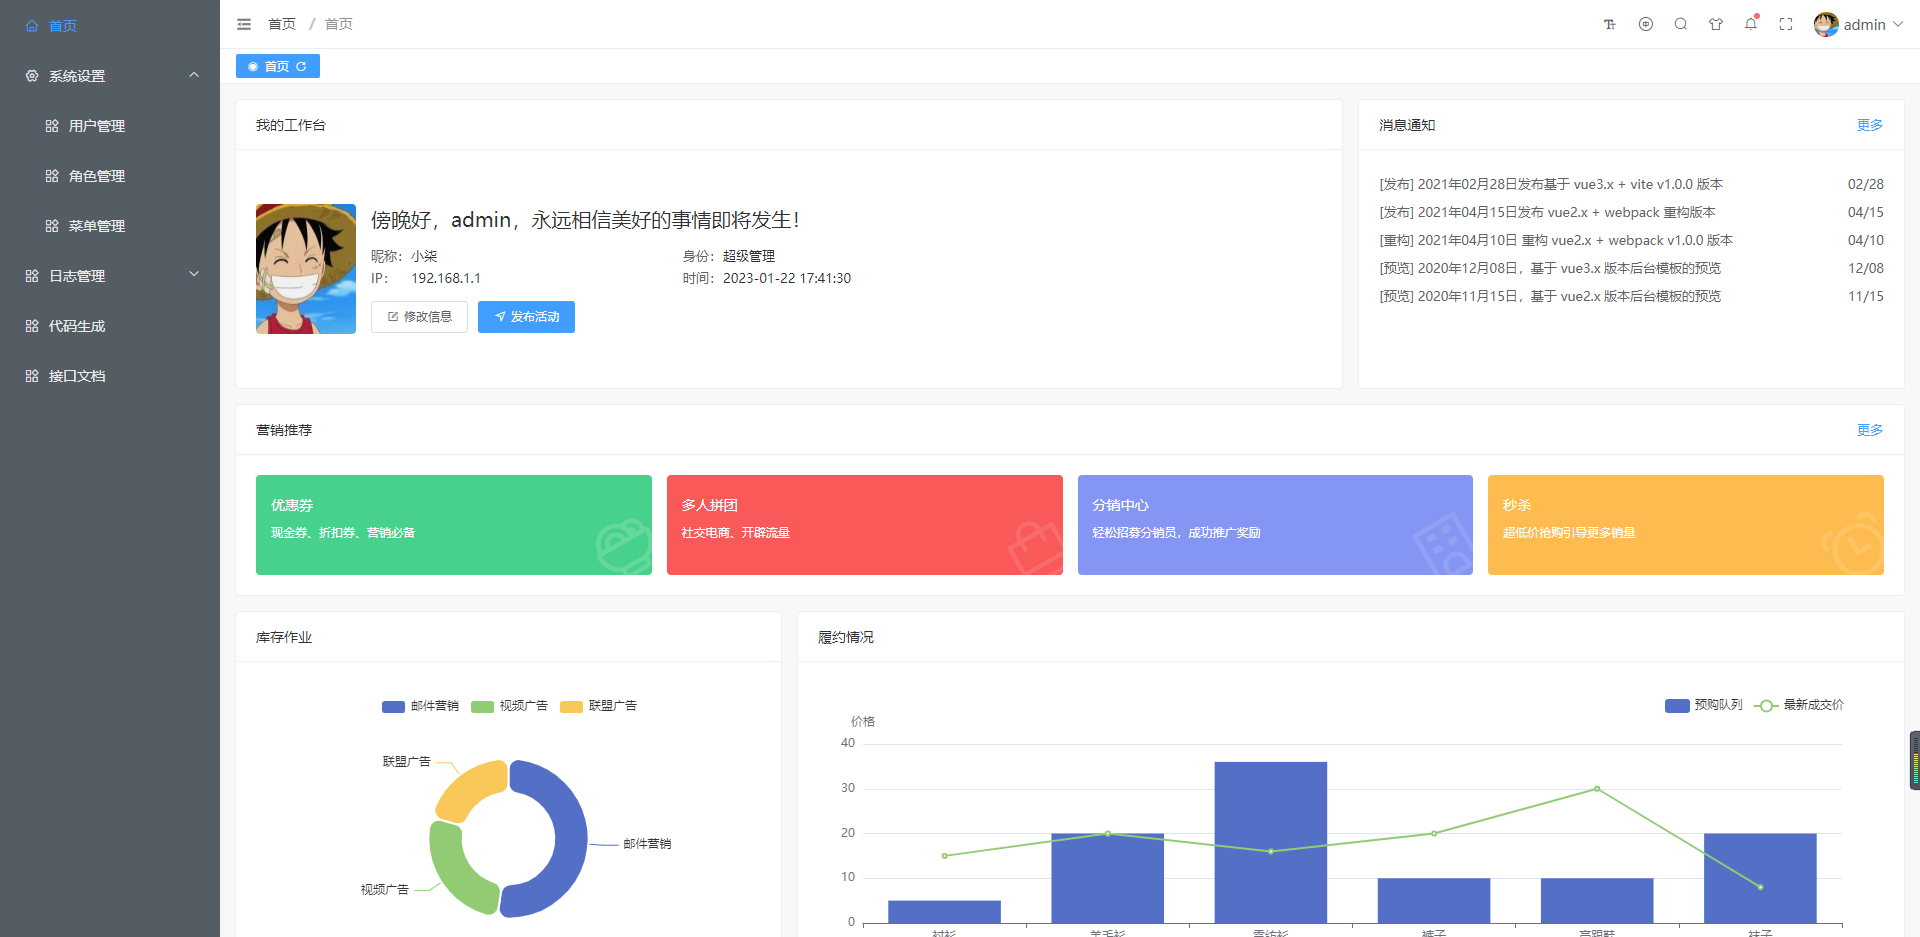 首页
系统设置
用户管理
角色管理
菜单管理
日志管理
代码生成
接口文档
首页 / 首页
admin
首页
我的工作台
傍晚好，admin，永远相信美好的事情即将发生！
昵称： 小柒
身份： 超级管理
IP： 192.168.1.1
时间： 2023-01-22 17:41:30
修改信息
发布活动
消息通知
更多
[发布] 2021年02月28日发布基于 vue3.x + vite v1.0.0 版本 02/28
[发布] 2021年04月15日发布 vue2.x + webpack 重构版本 04/15
[重构] 2021年04月10日 重构 vue2.x + webpack v1.0.0 版本 04/10
[预览] 2020年12月08日，基于 vue3.x 版本后台模板的预览 12/08
[预览] 2020年11月15日，基于 vue2.x 版本后台模板的预览 11/15
营销推荐
更多
优惠券
现金券、折扣券、营销必备
多人拼团
社交电商、开辟流量
分销中心
轻松招募分销员，成功推广奖励
秒杀
超低价抢购引导更多销量
库存作业
邮件营销 视频广告 联盟广告
联盟广告
邮件营销
视频广告
履约情况
预购队列 最新成交价
价格
40
30
20
10
0
衬衫 羊毛衫 雪纺衫 裤子 高跟鞋 袜子